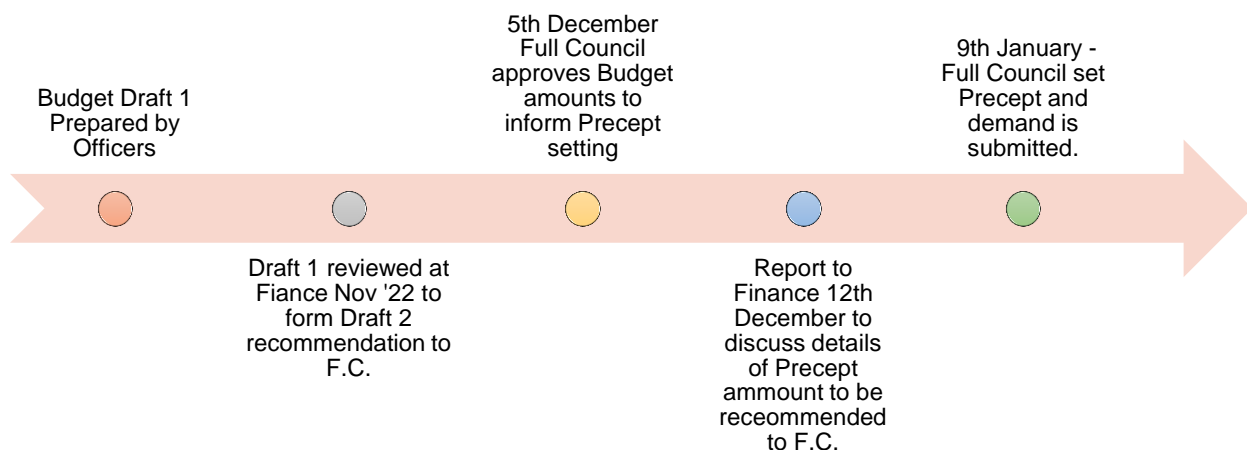 Budget Draft 1
Prepared by
Officers
Draft 1 reviewed at
Fiance Nov '22 to
form Draft 2
recommendation to
F.C.
5th December
Full Council
approves Budget
amounts to
inform Precept
setting
Report to
Finance 12th
December to
discuss details
of Precept
ammount to be
receommended
to F.C.
9th January -
Full Council set
Precept and
demand is
submitted.